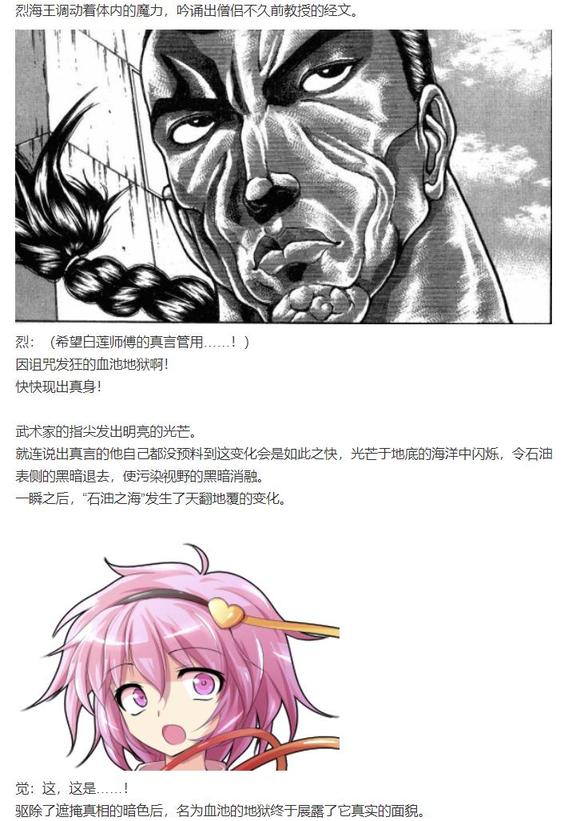 烈海王调动着体内的魔力，吟诵出僧侣不久前教授的经文。
烈：（希望白莲师傅的真言管用……！）
因诅咒发狂的血池地狱啊！
快快现出真身！
武术家的指尖发出明亮的光芒。
就连说出真言的他自己都没预料到这变化会是如此之快，光芒于地底的海洋中闪烁，令石油
表侧的黑暗退去，使污染视野的黑暗消融。
一瞬之后，“石油之海”发生了天翻地覆的变化。
觉：这，这是……！
驱除了遮掩真相的暗色后，名为血池的地狱终于展露了它真实的面貌。